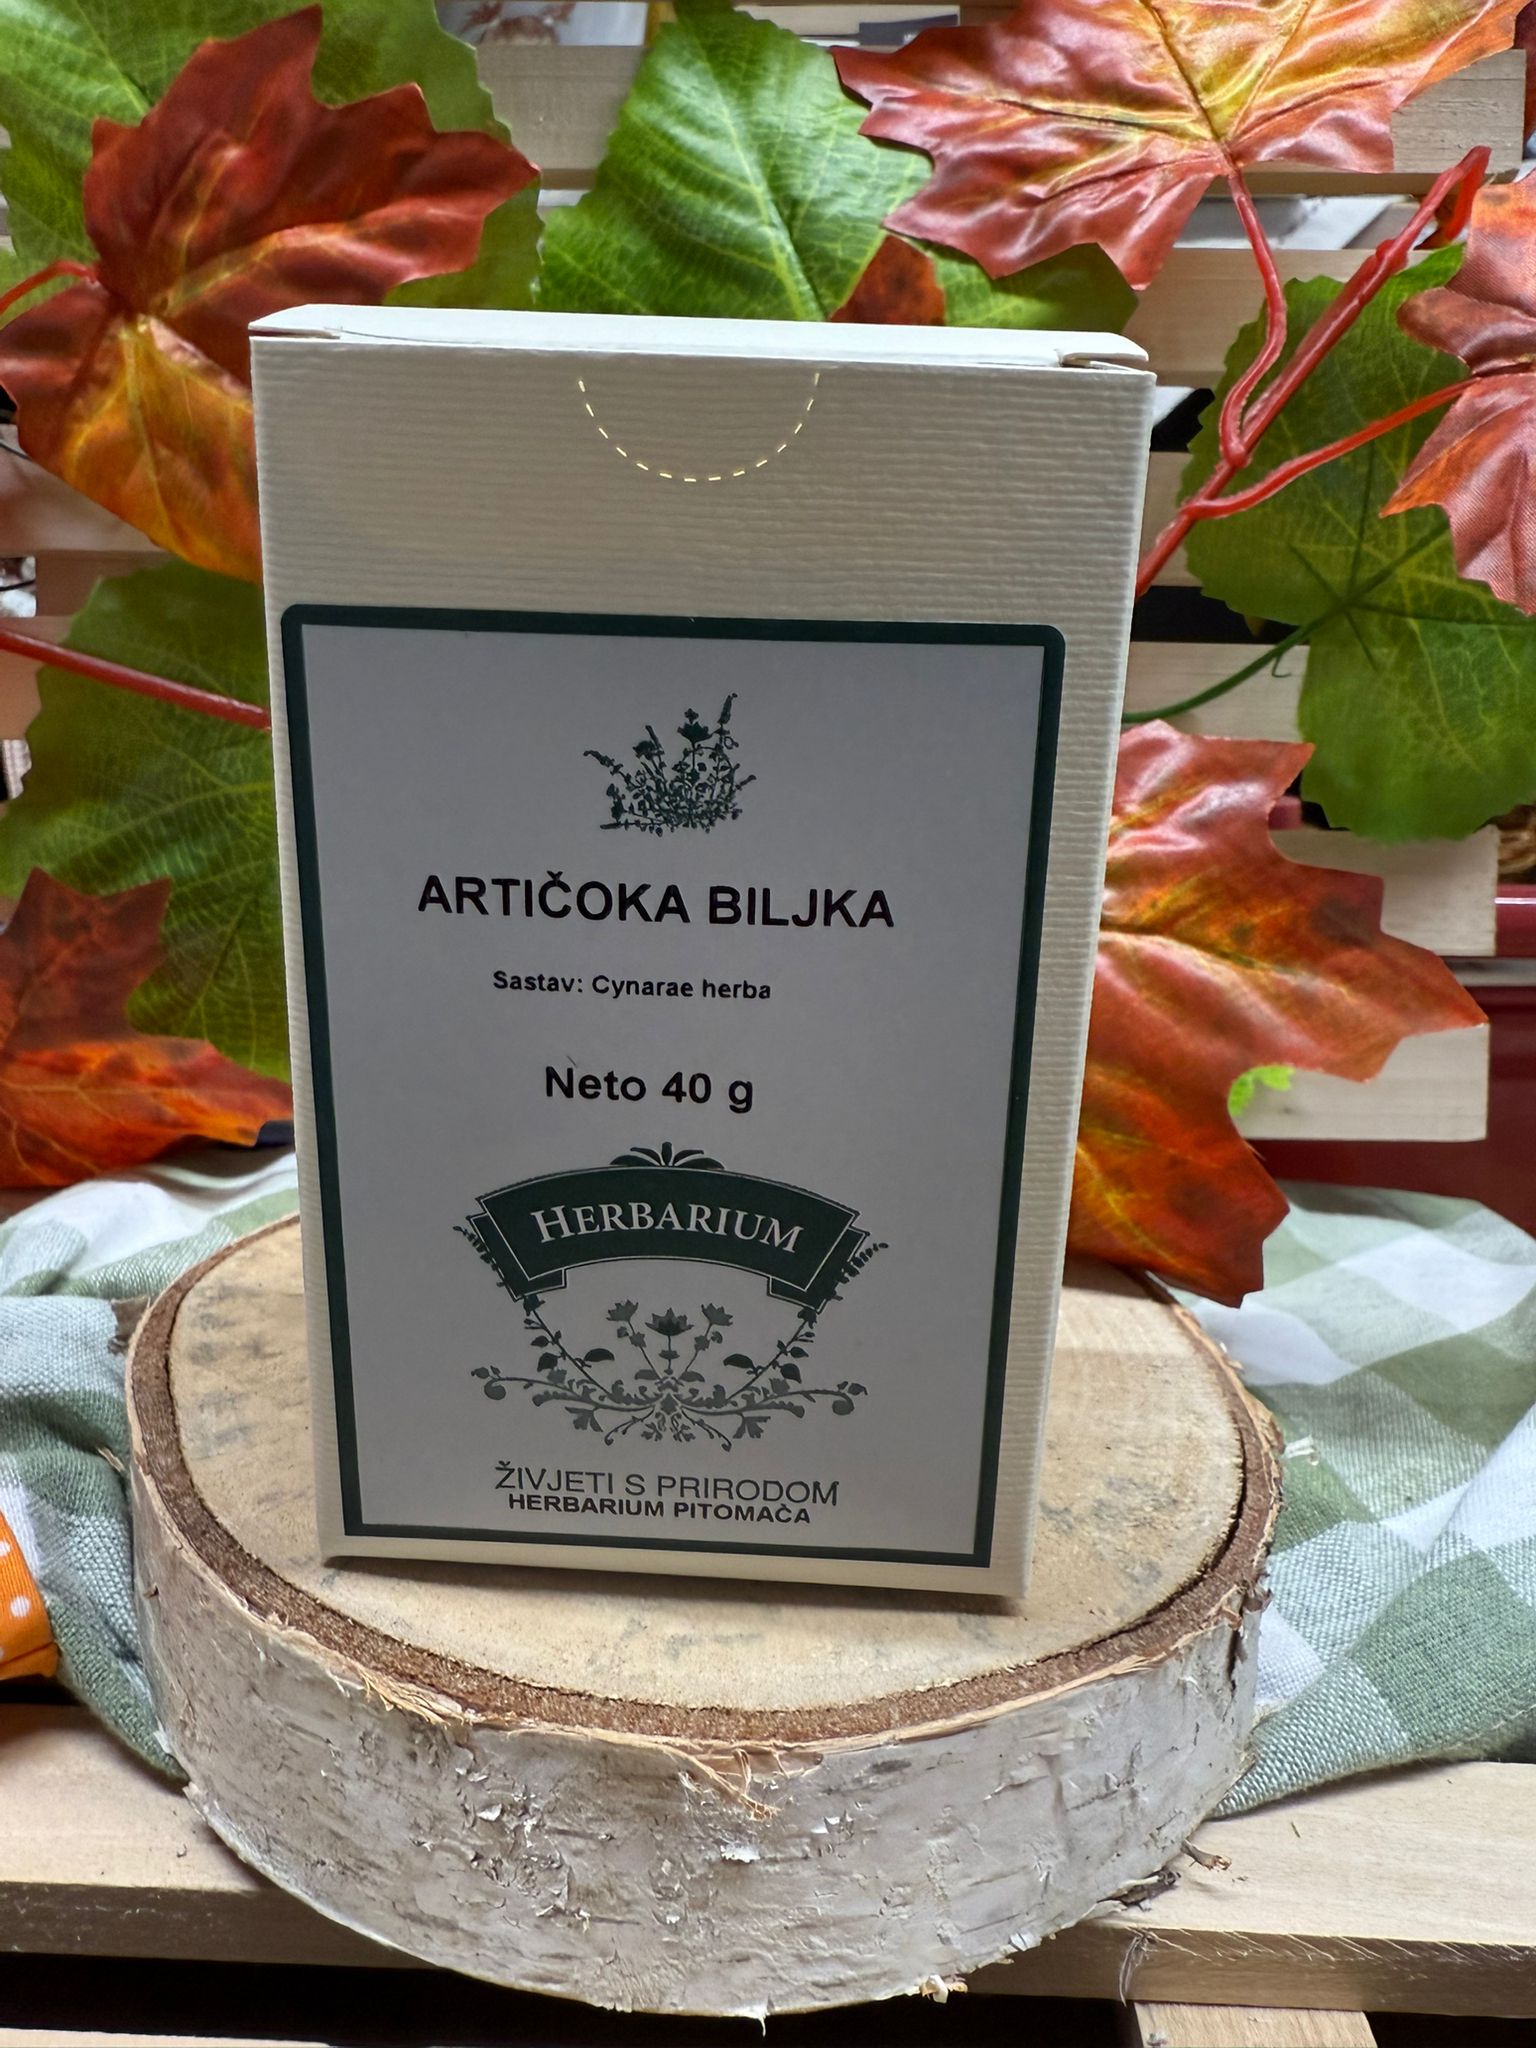 ARTIČOKA BILJKA
Sastav: Cynarae herba
Neto 40 g
HERBARIUM
ŽIVJETI S PRIRODOM
HERBARIUM PITOMAČA